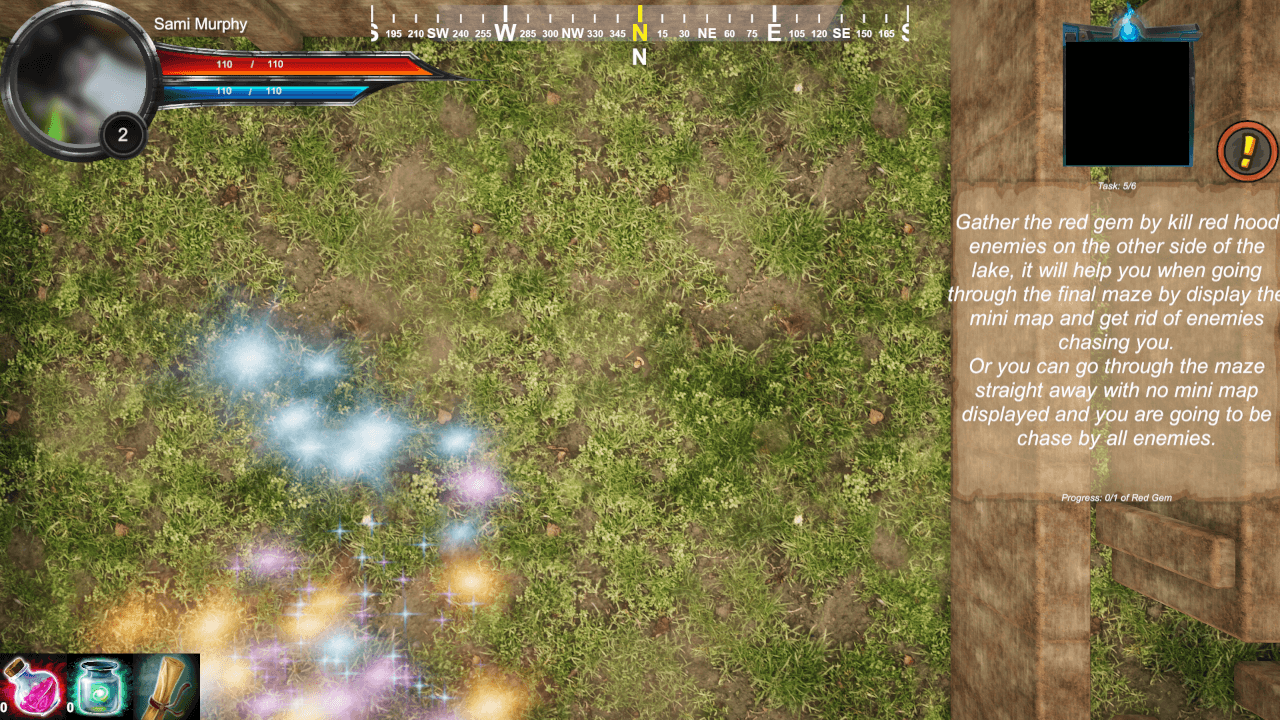 Sami Murphy
110 / 110
110 / 110
2
S 195 210 SW 240 255 W 285 300 NW 330 345 N 15 30 NE 60 75 E 105 120 SE 150 165 S
N
Task: 5/6
Gather the red gem by kill red hood
enemies on the other side of the
lake, it will help you when going
through the final maze by display the
mini map and get rid of enemies
chasing you.
Or you can go through the maze
straight away with no mini map
displayed and you are going to be
chase by all enemies.
Progress: 0/1 of Red Gem
0 0